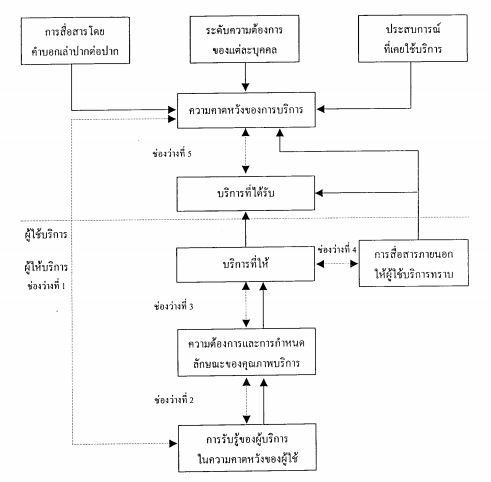 การสื่อสารโดย
คำบอกเล่าปากต่อปาก
ระดับความต้องการ
ของแต่ละบุคคล
ประสบการณ์
ที่เคยใช้บริการ
ความคาดหวังของการบริการ
ช่องว่างที่ 5
บริการที่ได้รับ
ผู้ใช้บริการ
ผู้ให้บริการ
ช่องว่างที่ 1
บริการที่ให้
ช่องว่างที่ 4
การสื่อสารภายนอก
ให้ผู้ใช้บริการทราบ
ช่องว่างที่ 3
ความต้องการและการกำหนด
ลักษณะของคุณภาพบริการ
ช่องว่างที่ 2
การรับรู้ของผู้บริการ
ในความคาดหวังของผู้ใช้